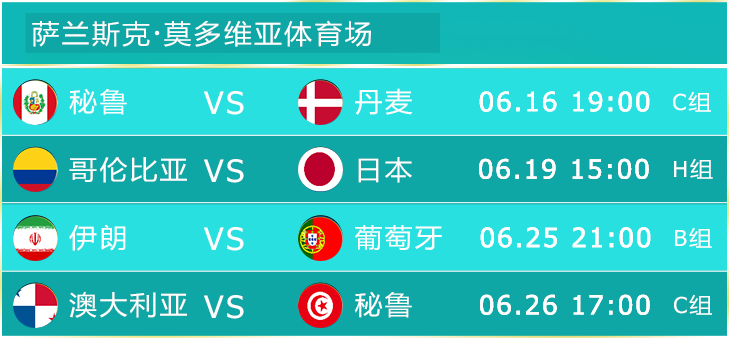 萨兰斯克·莫多维亚体育场
秘鲁 VS 丹麦 06.16 19:00 C组
哥伦比亚 VS 日本 06.19 15:00 H组
伊朗 VS 葡萄牙 06.25 21:00 B组
澳大利亚 VS 秘鲁 06.26 17:00 C组